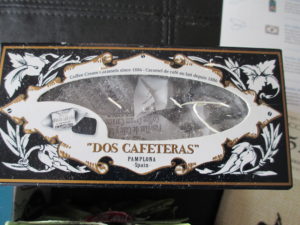 Coffee Cream Caramels since 1886 - Caramel de café au lait depuis 1886
"DOS CAFETERAS"
PAMPLONA
-Spain-